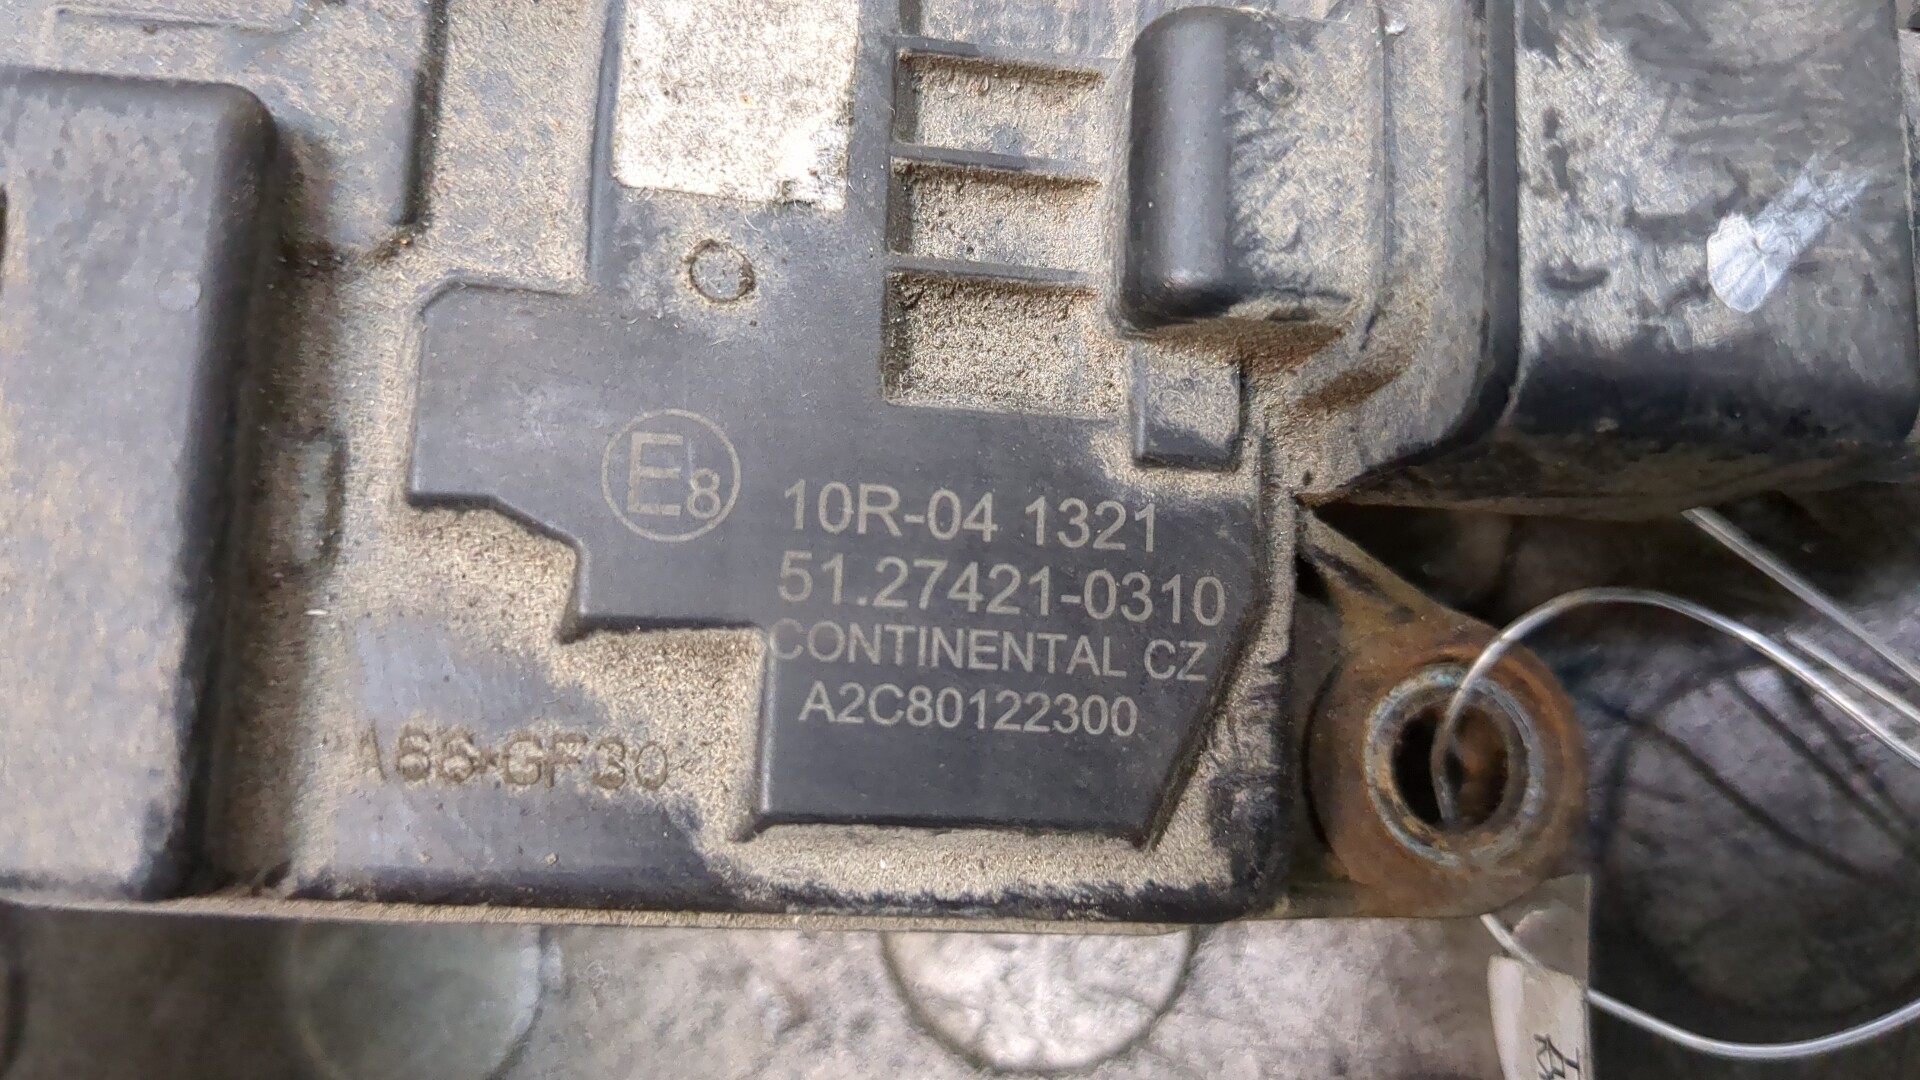 E8
10R-04 1321
51.27421-0310
CONTINENTAL CZ
A2C80122300
A66-GF30